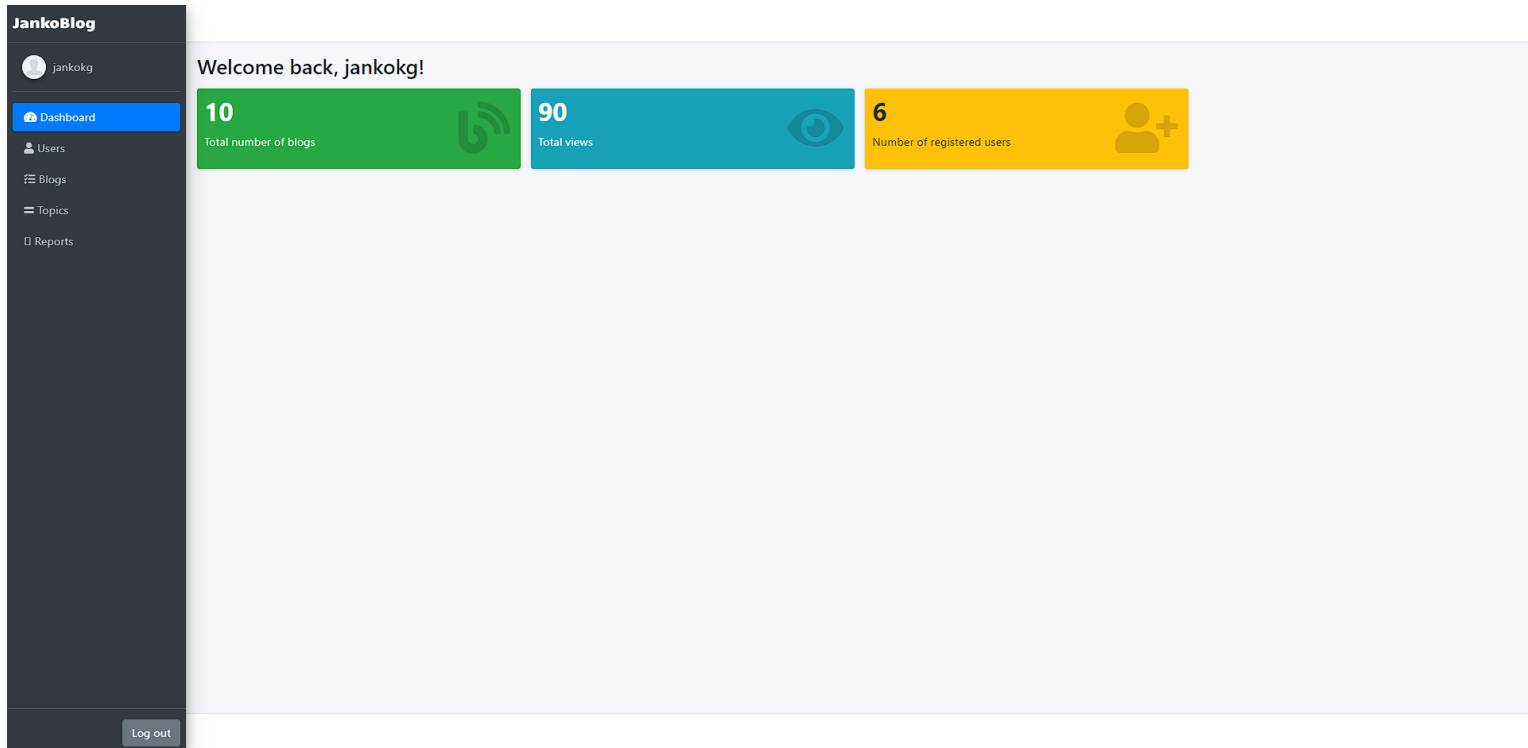 JankoBlog
jankokg
Dashboard
Users
Blogs
Topics
Reports
Log out
Welcome back, jankokg!
10
Total number of blogs
90
Total views
6
Number of registered users